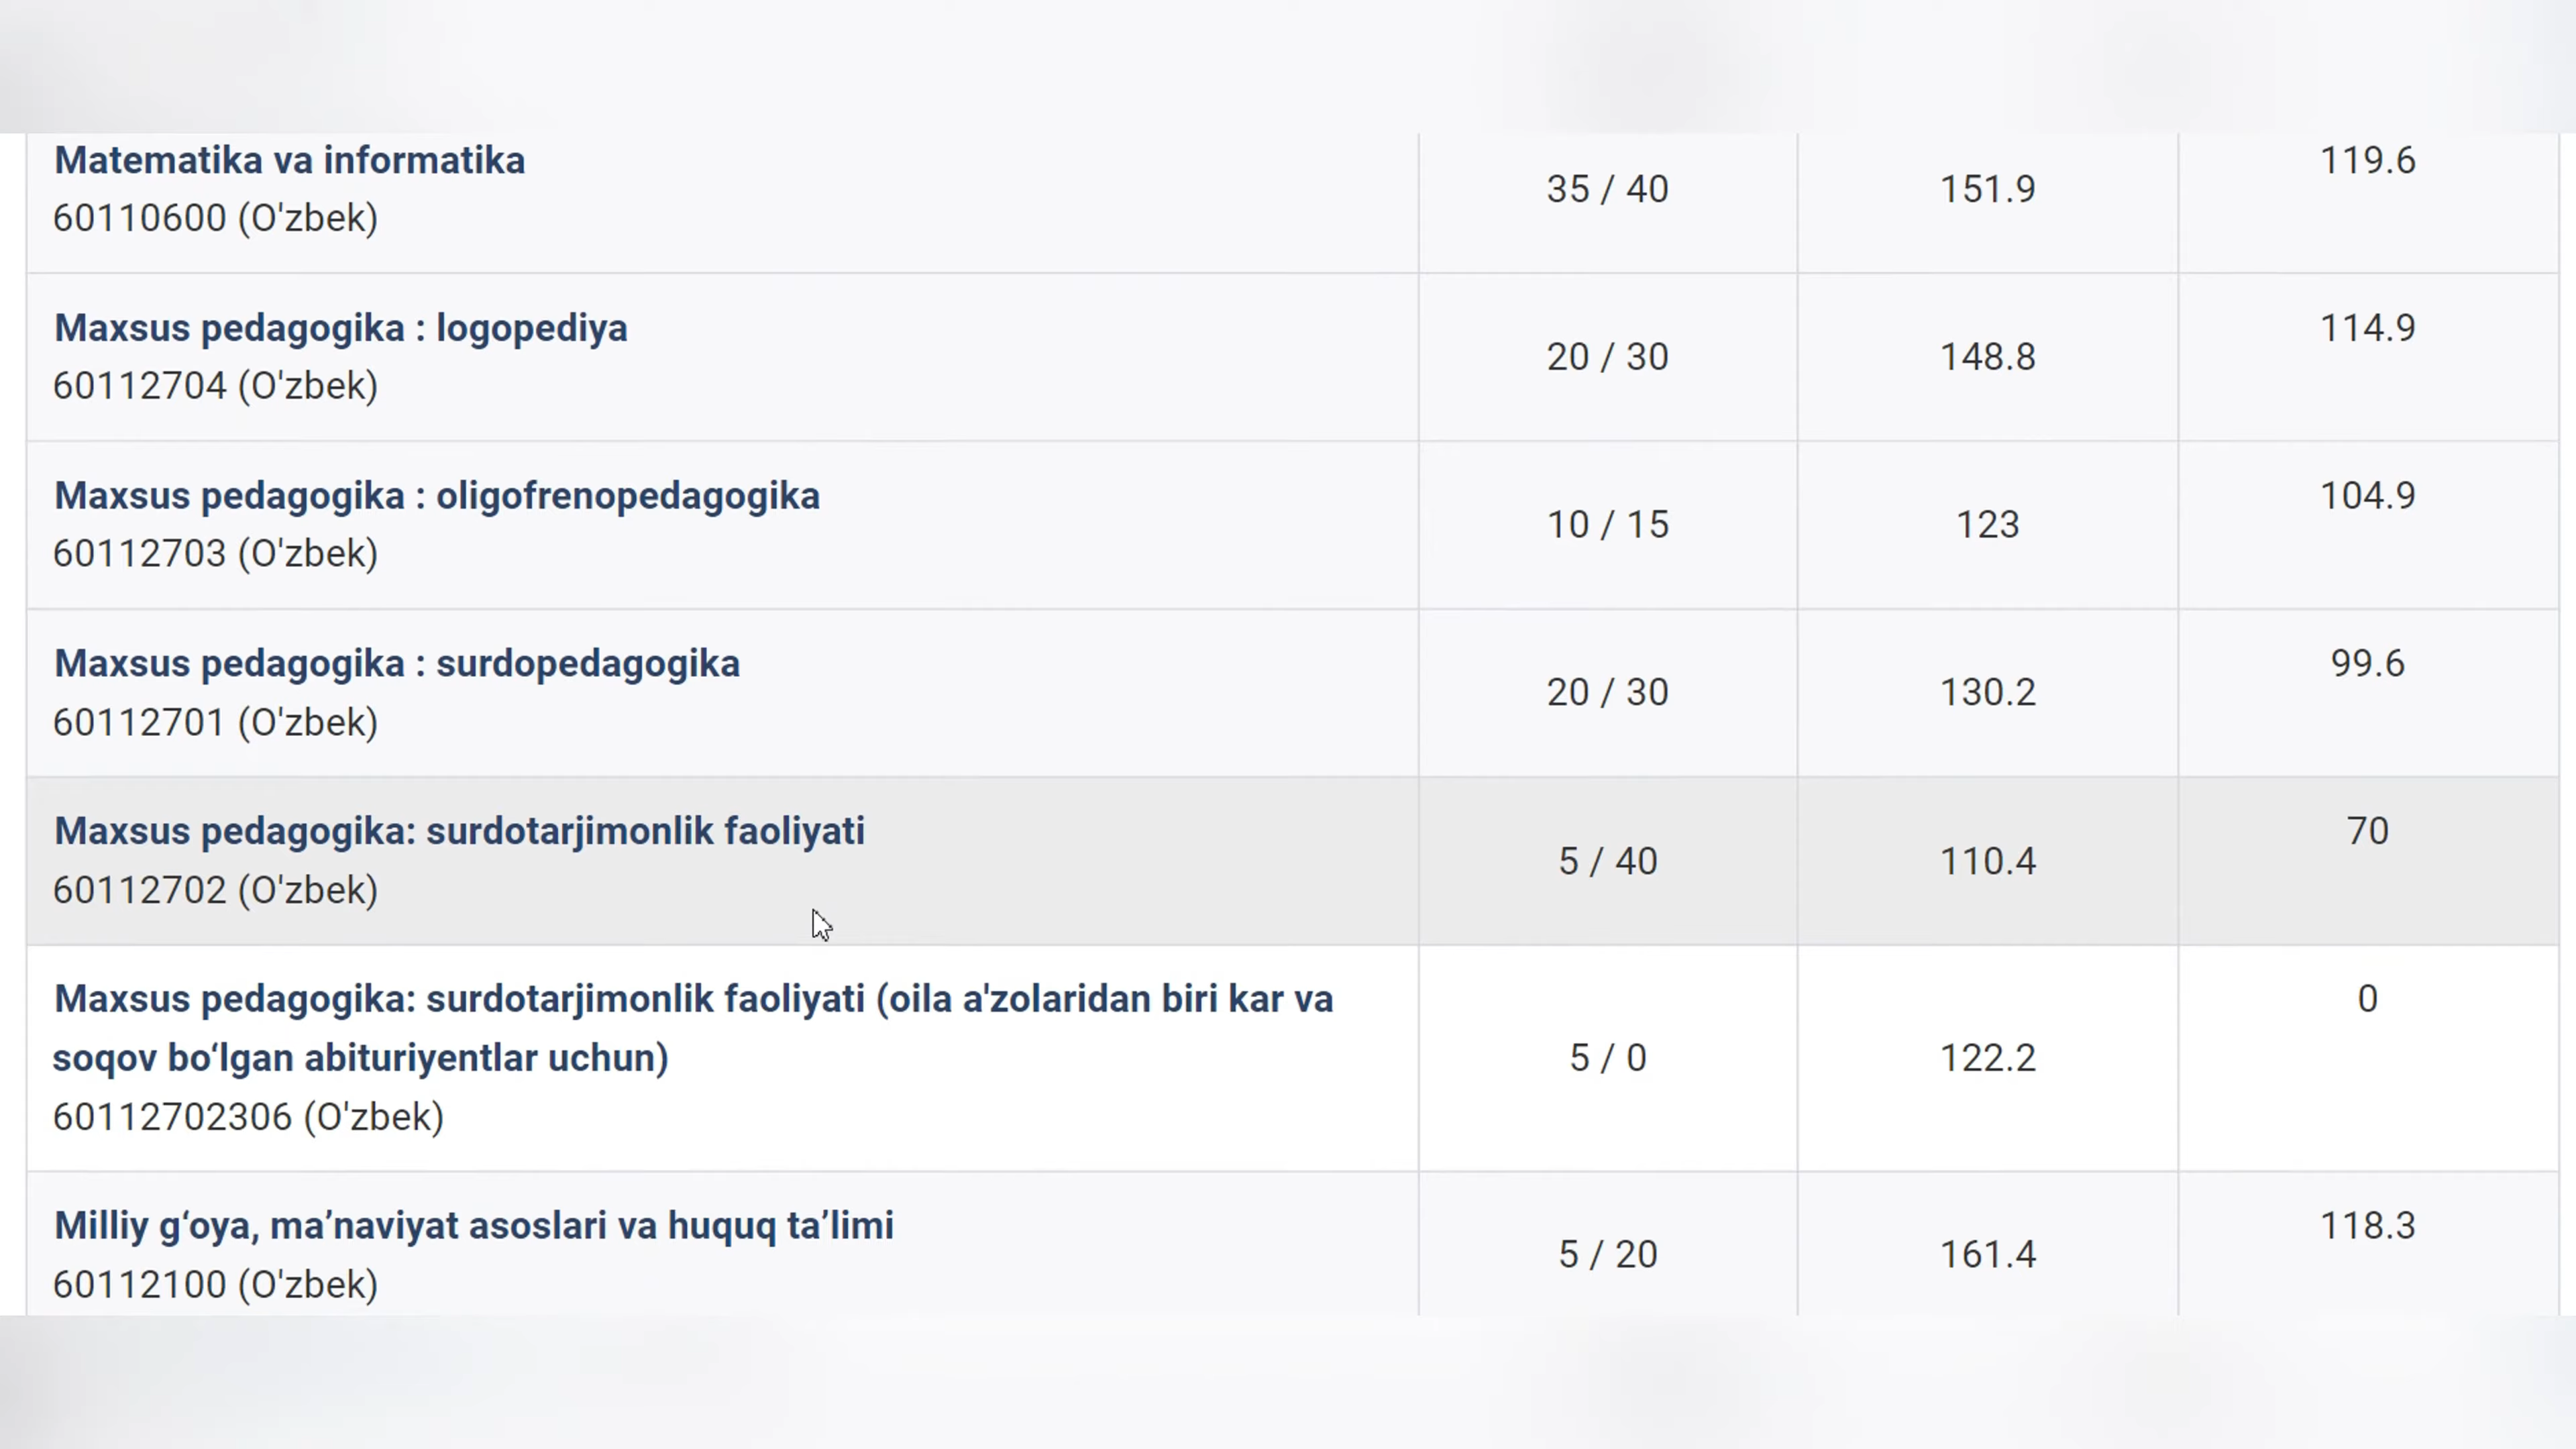 Matematika va informatika
60110600 (O'zbek)
35 / 40
151.9
119.6
Maxsus pedagogika : logopediya
60112704 (O'zbek)
20 / 30
148.8
114.9
Maxsus pedagogika : oligofrenopedagogika
60112703 (O'zbek)
10 / 15
123
104.9
Maxsus pedagogika : surdopedagogika
60112701 (O'zbek)
20 / 30
130.2
99.6
Maxsus pedagogika: surdotarjimonlik faoliyati
60112702 (O'zbek)
5 / 40
110.4
70
Maxsus pedagogika: surdotarjimonlik faoliyati (oila a'zolaridan biri kar va
soqov bo‘lgan abituriyentlar uchun)
60112702306 (O'zbek)
5 / 0
122.2
0
Milliy g‘oya, ma’naviyat asoslari va huquq ta’limi
60112100 (O'zbek)
5 / 20
161.4
118.3